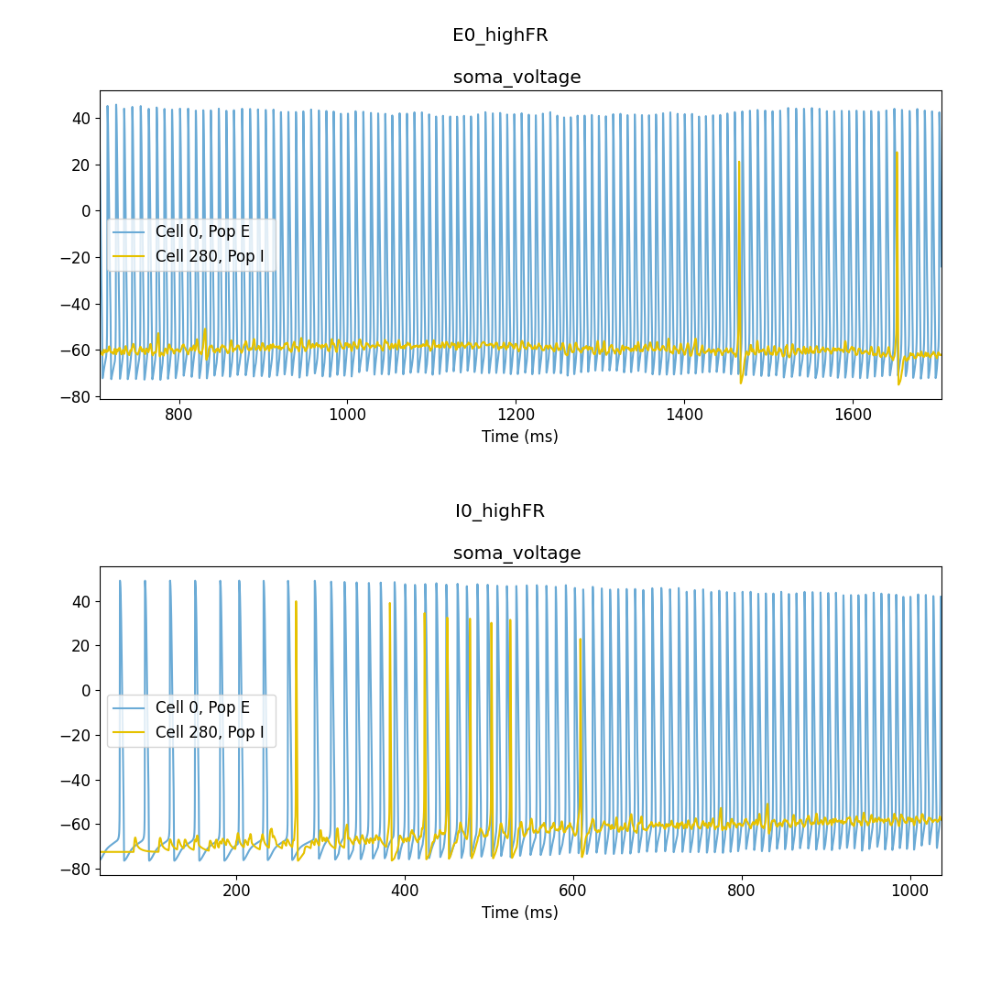 E0_highFR
soma_voltage
40
20
0
−20
−40
−60
−80
Cell 0, Pop E
Cell 280, Pop I
800 1000 1200 1400 1600
Time (ms)
I0_highFR
soma_voltage
40
20
0
−20
−40
−60
−80
Cell 0, Pop E
Cell 280, Pop I
200 400 600 800 1000
Time (ms)